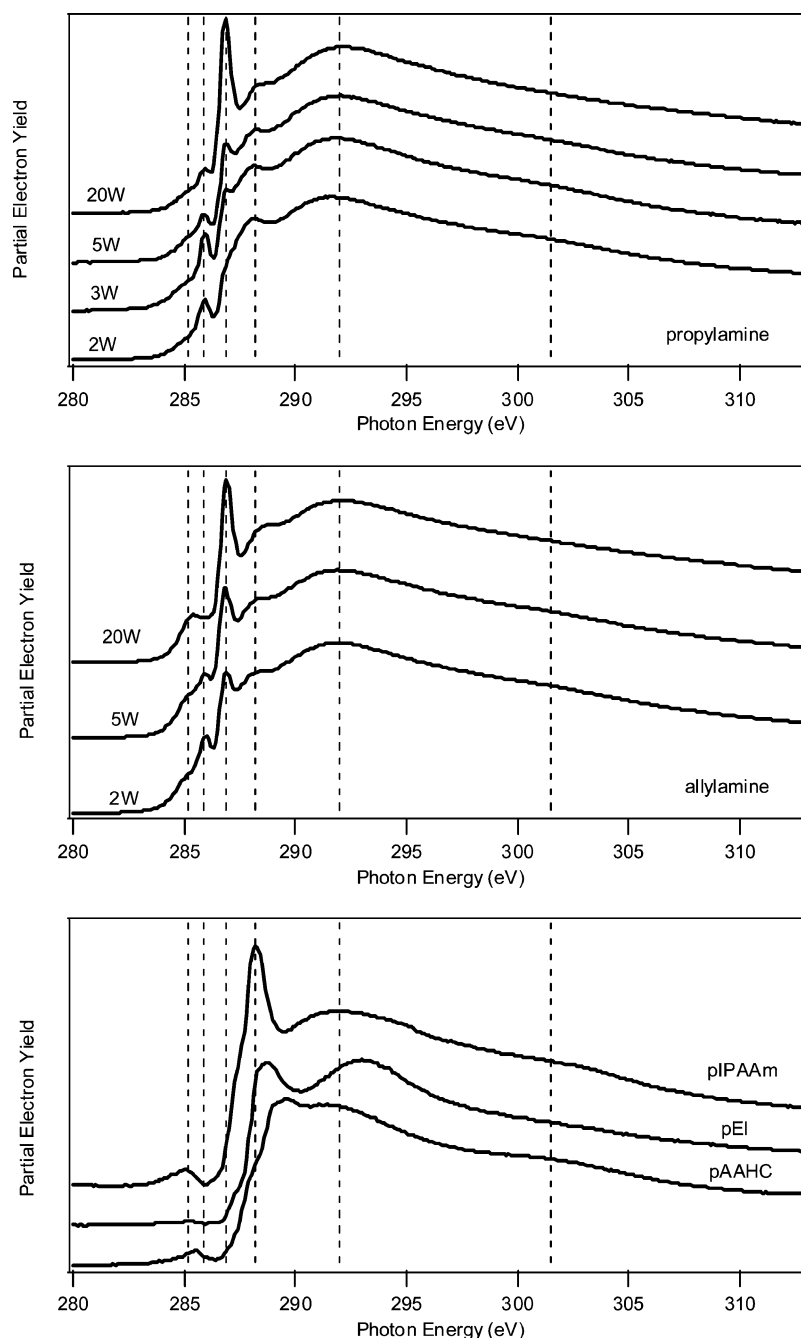 Partial Electron Yield
20W
5W
3W
2W
propylamine
280 285 290 295 300 305 310
Photon Energy (eV)
Partial Electron Yield
20W
5W
2W
allylamine
280 285 290 295 300 305 310
Photon Energy (eV)
Partial Electron Yield
pIPAAm
pEI
pAAHC
280 285 290 295 300 305 310
Photon Energy (eV)